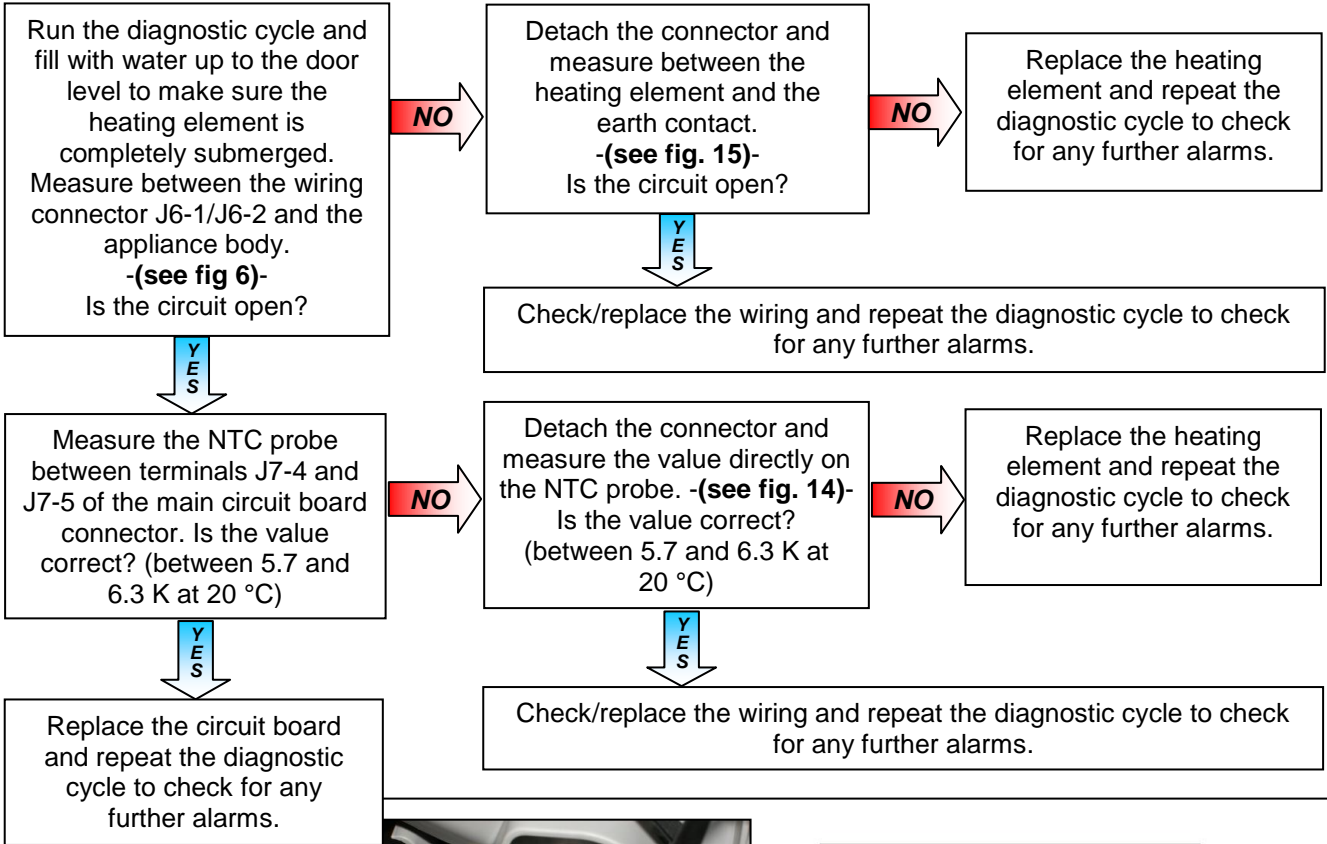 Run the diagnostic cycle and
fill with water up to the door
level to make sure the
heating element is
completely submerged.
Measure between the wiring
connector J6-1/J6-2 and the
appliance body.
-(see fig 6)-
Is the circuit open?
NO
Detach the connector and
measure between the
heating element and the
earth contact.
-(see fig. 15)-
Is the circuit open?
NO
Replace the heating
element and repeat the
diagnostic cycle to check
for any further alarms.
Y
E
S
Check/replace the wiring and repeat the diagnostic cycle to check
for any further alarms.
Y
E
S
Measure the NTC probe
between terminals J7-4 and
J7-5 of the main circuit board
connector. Is the value
correct? (between 5.7 and
6.3 K at 20 °C)
NO
Detach the connector and
measure the value directly on
the NTC probe. -(see fig. 14)-
Is the value correct?
(between 5.7 and 6.3 K at
20 °C)
NO
Replace the heating
element and repeat the
diagnostic cycle to check
for any further alarms.
Y
E
S
Check/replace the wiring and repeat the diagnostic cycle to check
for any further alarms.
Y
E
S
Replace the circuit board
and repeat the diagnostic
cycle to check for any
further alarms.